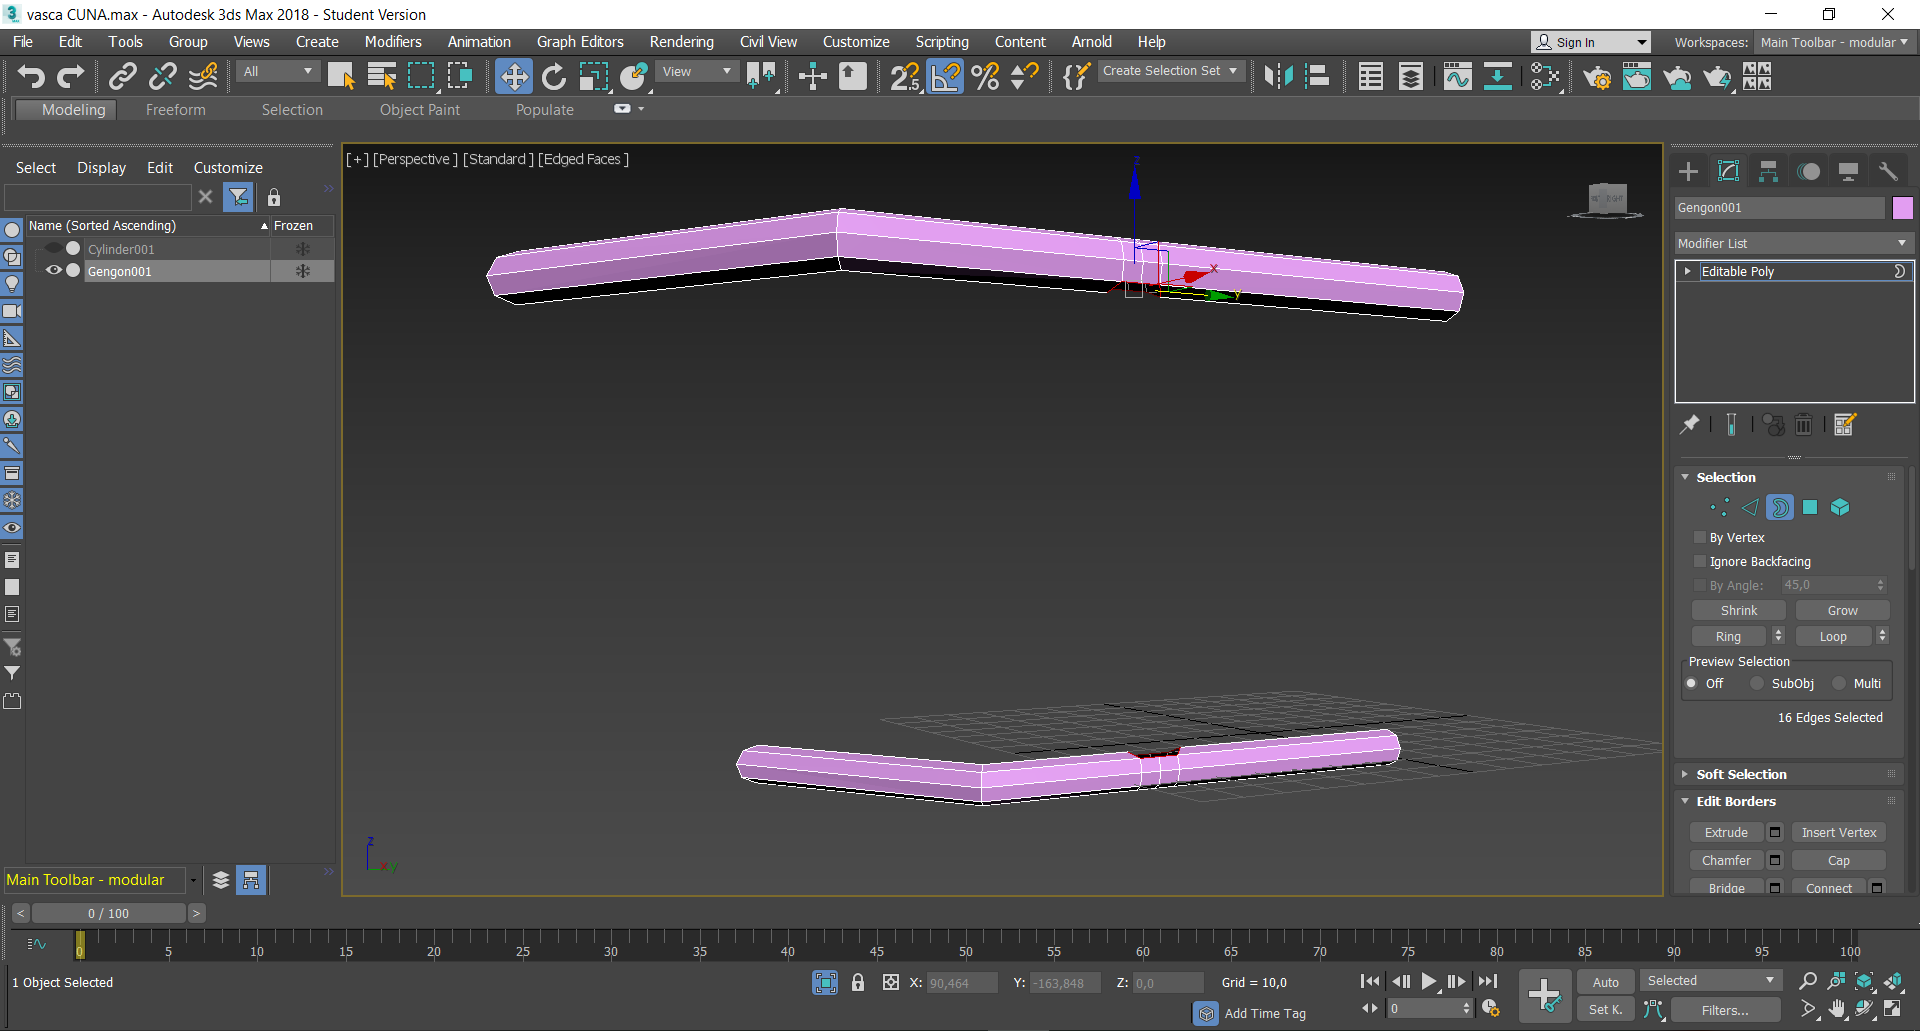 vasca CUNA.max - Autodesk 3ds Max 2018 - Student Version
File Edit Tools Group Views Create Modifiers Animation Graph Editors Rendering Civil View Customize Scripting Content Arnold Help
Sign In
Workspaces: Main Toolbar - modular
All
View
2.5
Create Selection Set
Modeling Freeform Selection Object Paint Populate
Select Display Edit Customize
Name (Sorted Ascending) Frozen
Cylinder001
Gengon001
Main Toolbar - modular
[+] [Perspective ] [Standard ] [Edged Faces ]
z
x
y
z
x y
Gengon001
Modifier List
Editable Poly
Selection
By Vertex
Ignore Backfacing
By Angle: 45,0
Shrink Grow
Ring Loop
Preview Selection
Off SubObj Multi
16 Edges Selected
Soft Selection
Edit Borders
Extrude Insert Vertex
Chamfer Cap
Bridge Connect
< 0 / 100 >
0 5 10 15 20 25 30 35 40 45 50 55 60 65 70 75 80 85 90 95 100
1 Object Selected
X: 90,464 Y: -163,848 Z: 0,0 Grid = 10,0
Add Time Tag
0
Auto Selected
Set K. Filters...